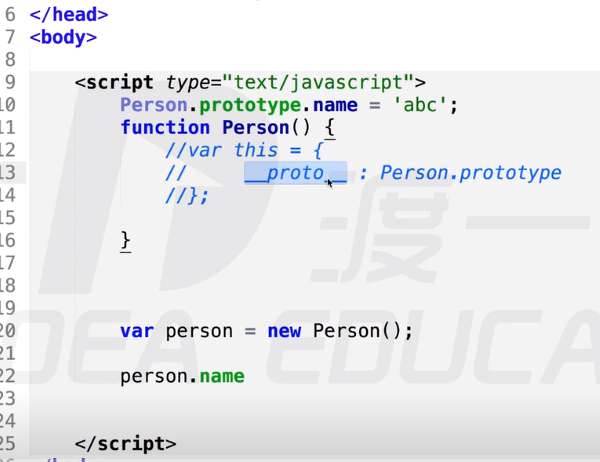 6 </head>
7 <body>
8
9 <script type="text/javascript">
10 Person.prototype.name = 'abc';
11 function Person() {
12 //var this = {
13 // __proto__ : Person.prototype
14 //};
15
16 }
17
18
19
20 var person = new Person();
21
22 person.name
23
24
25 </script>
渡一
EDUCA